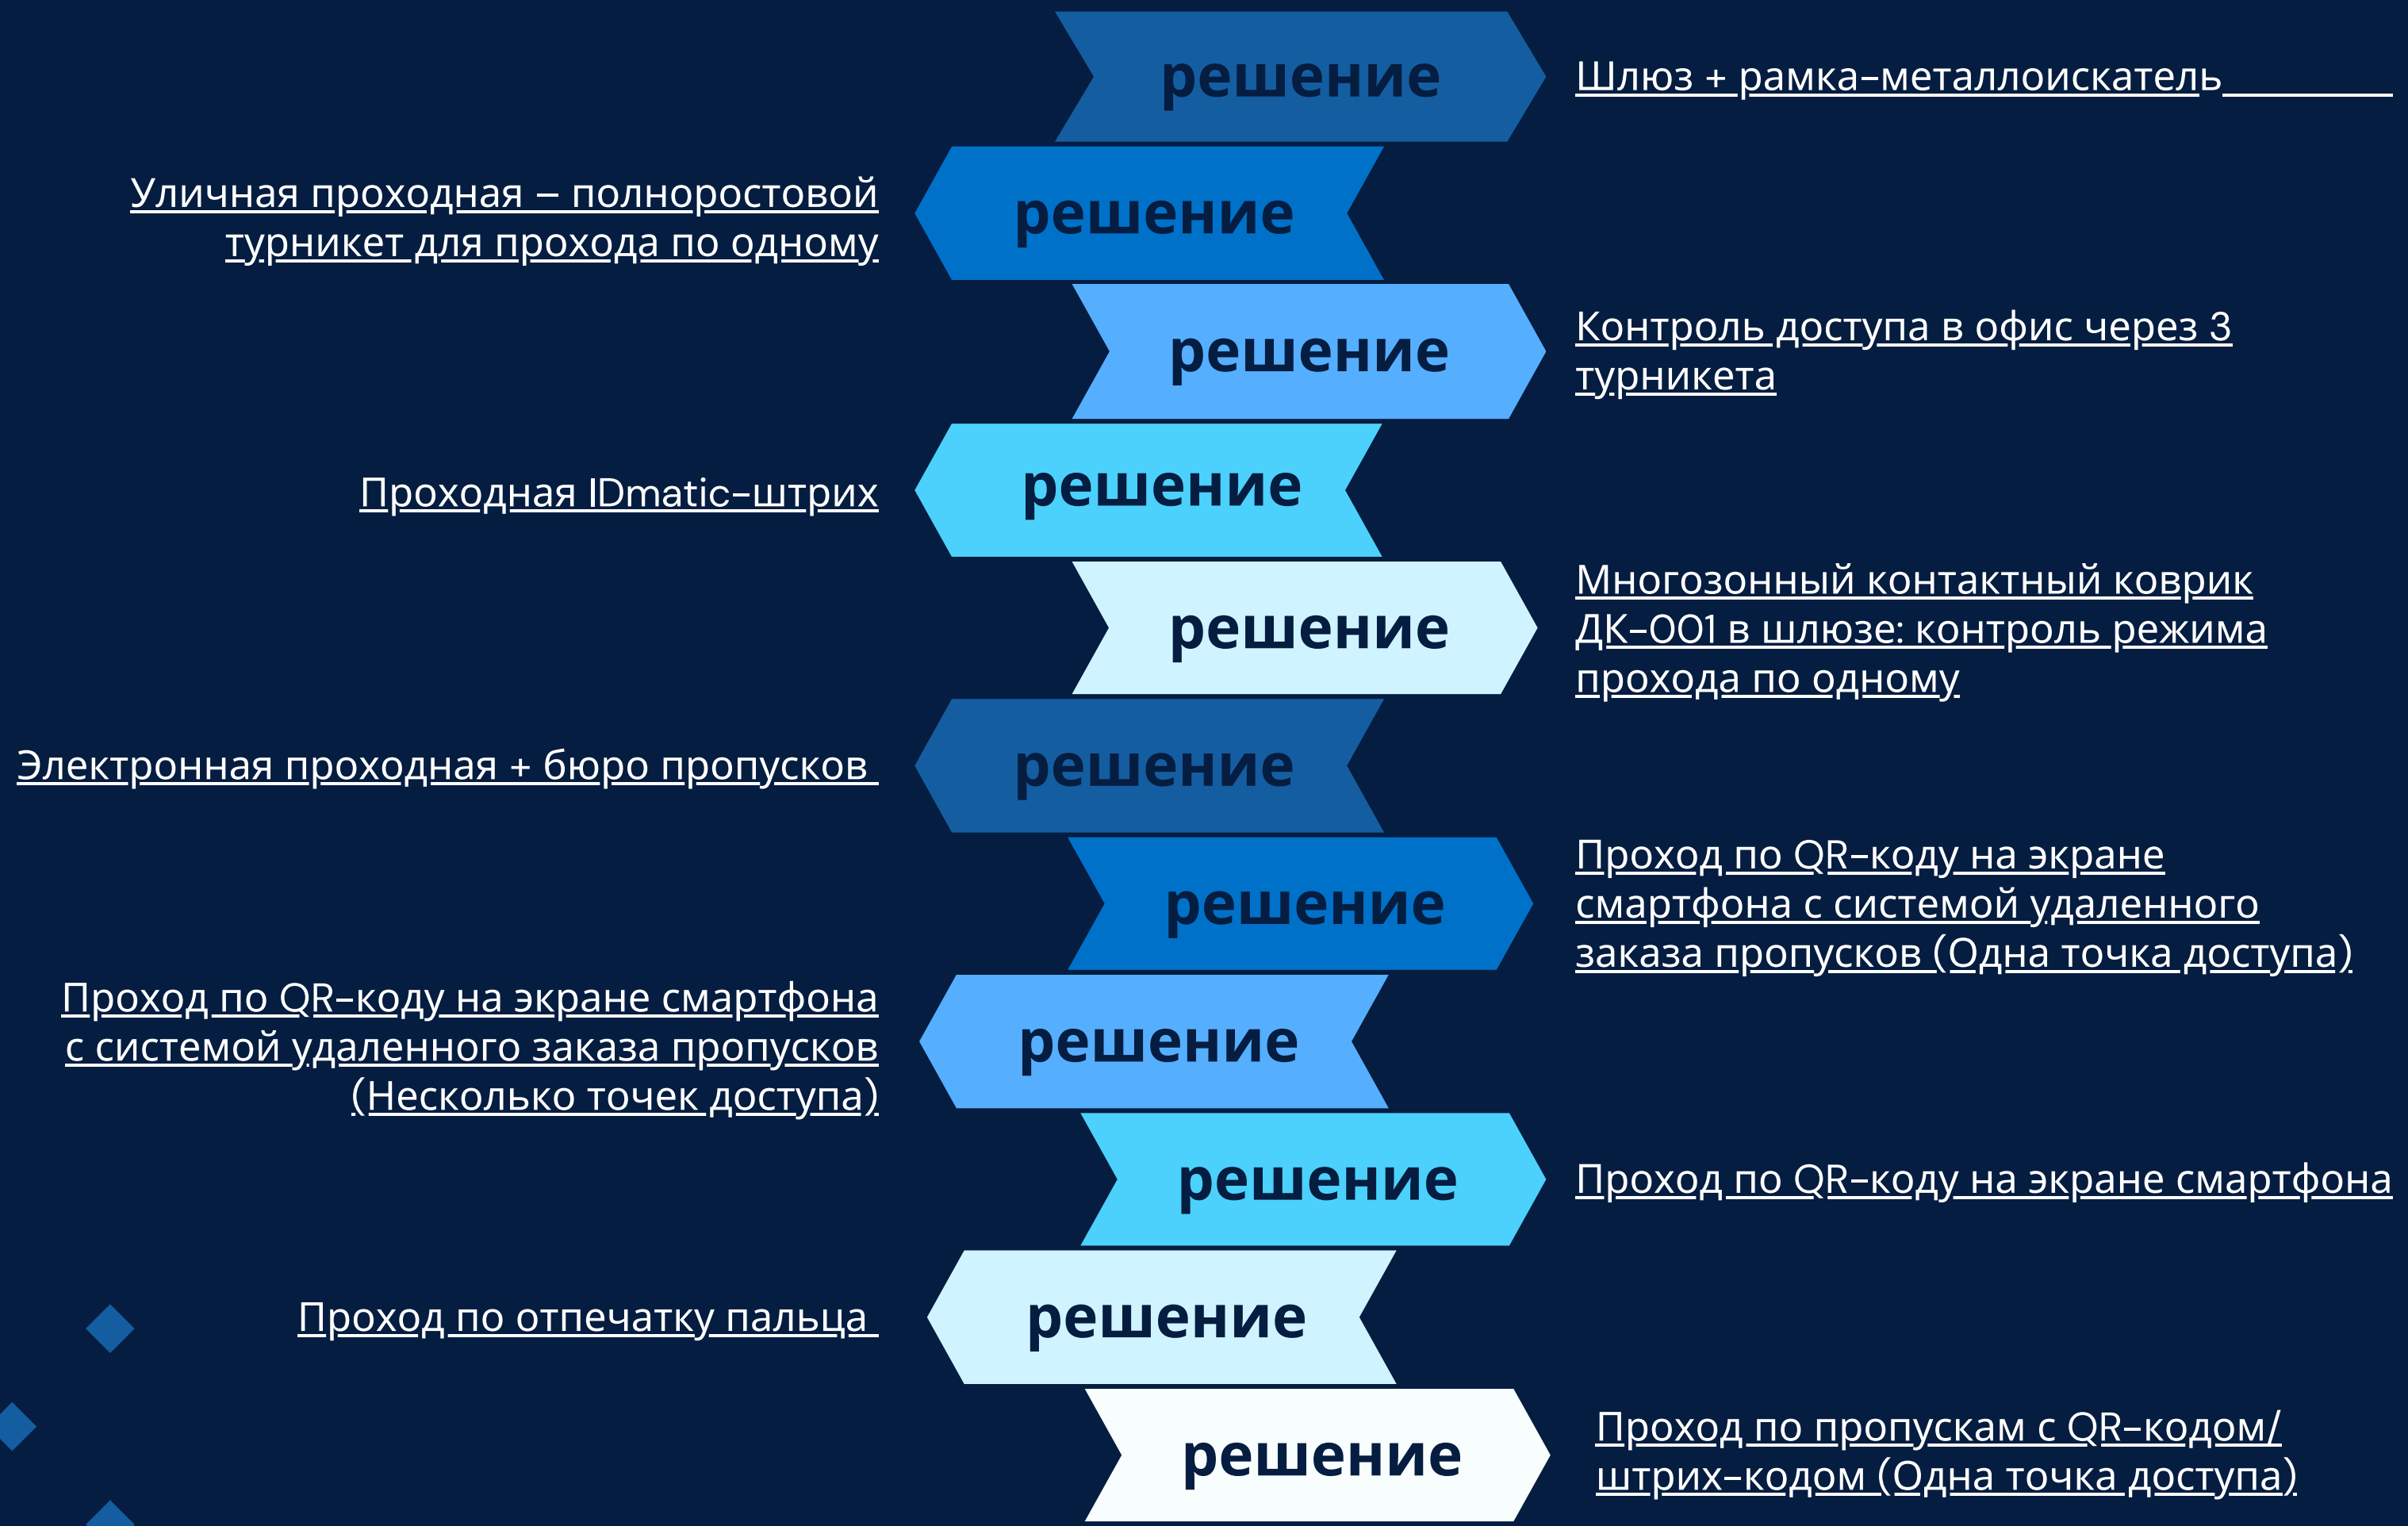 решение
Шлюз + рамка-металлоискатель
Уличная проходная – полноростовой
турникет для прохода по одному
решение
решение
Контроль доступа в офис через 3
турникета
Проходная IDmatic-штрих
решение
решение
Многозонный контактный коврик
ДК-001 в шлюзе: контроль режима
прохода по одному
Электронная проходная + бюро пропусков
решение
решение
Проход по QR-коду на экране
смартфона с системой удаленного
заказа пропусков (Одна точка доступа)
Проход по QR-коду на экране смартфона
с системой удаленного заказа пропусков
(Несколько точек доступа)
решение
решение
Проход по QR-коду на экране смартфона
Проход по отпечатку пальца
решение
решение
Проход по пропускам с QR-кодом/
штрих-кодом (Одна точка доступа)